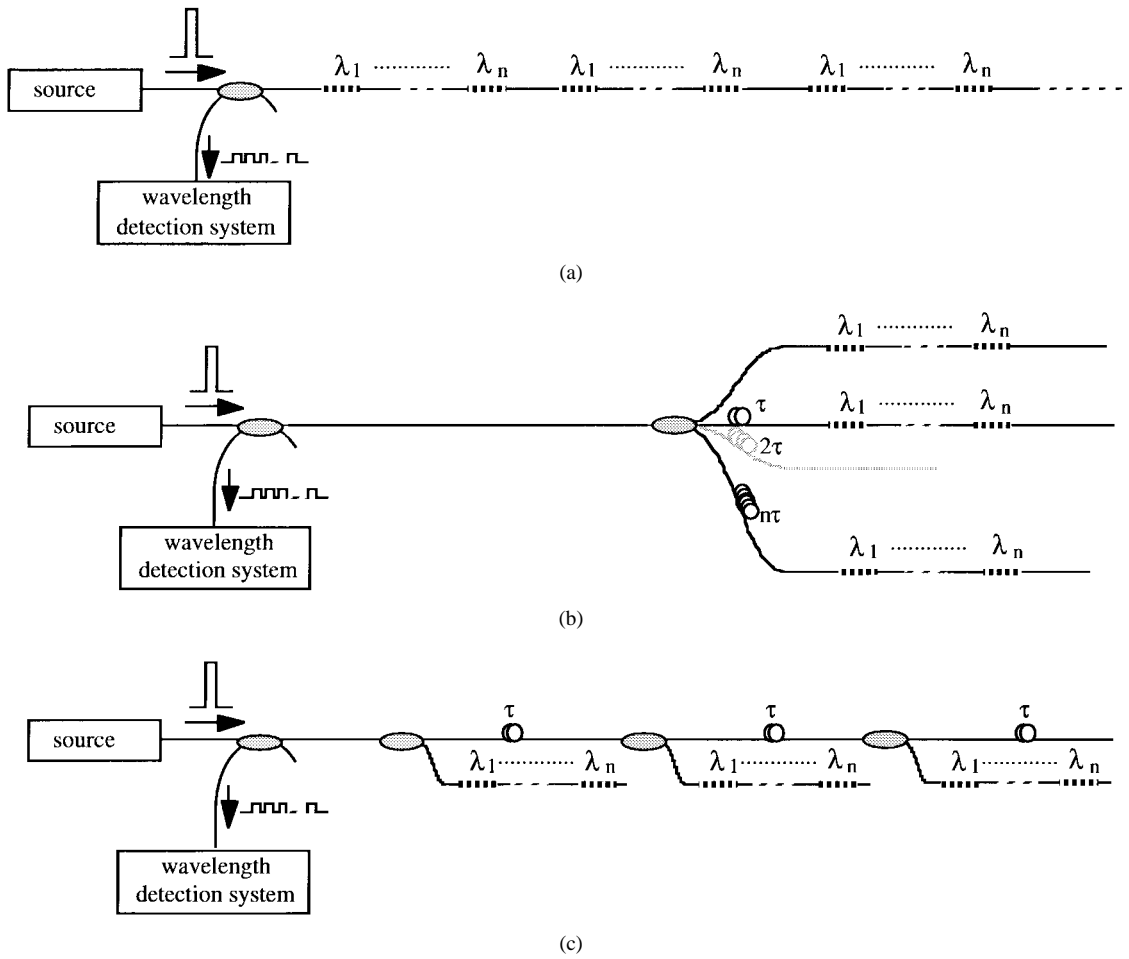 source
λ1 ............ λn λ1 ............ λn λ1 ............ λn
wavelength
detection system
(a)
λ1 ............ λn
source
τ
λ1 ............ λn
2τ
nτ
wavelength
detection system
λ1 ............ λn
(b)
source
τ τ τ
λ1 ............ λn λ1 ............ λn λ1 ............ λn
wavelength
detection system
(c)